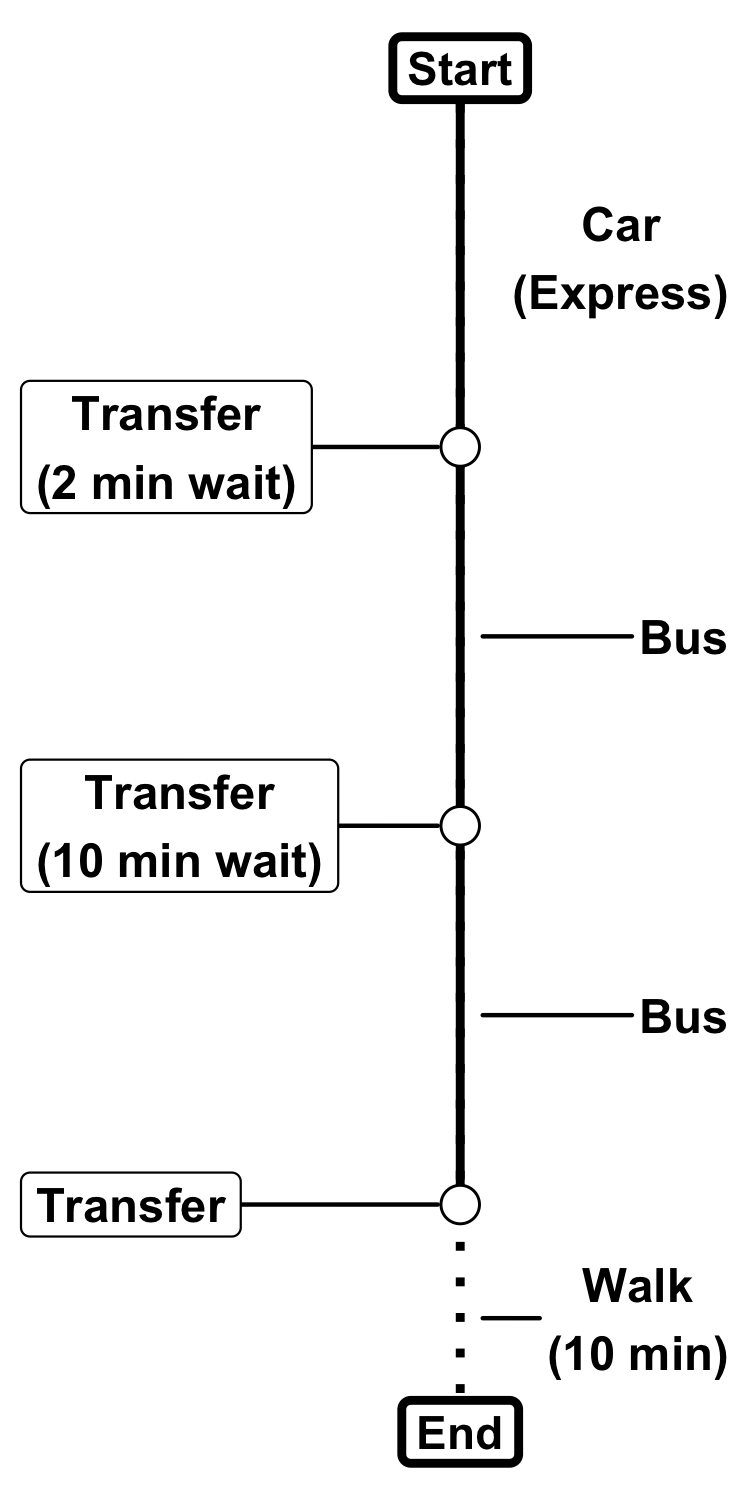 Start
Car
(Express)
Transfer
(2 min wait)
Bus
Transfer
(10 min wait)
Bus
Transfer
Walk
(10 min)
End